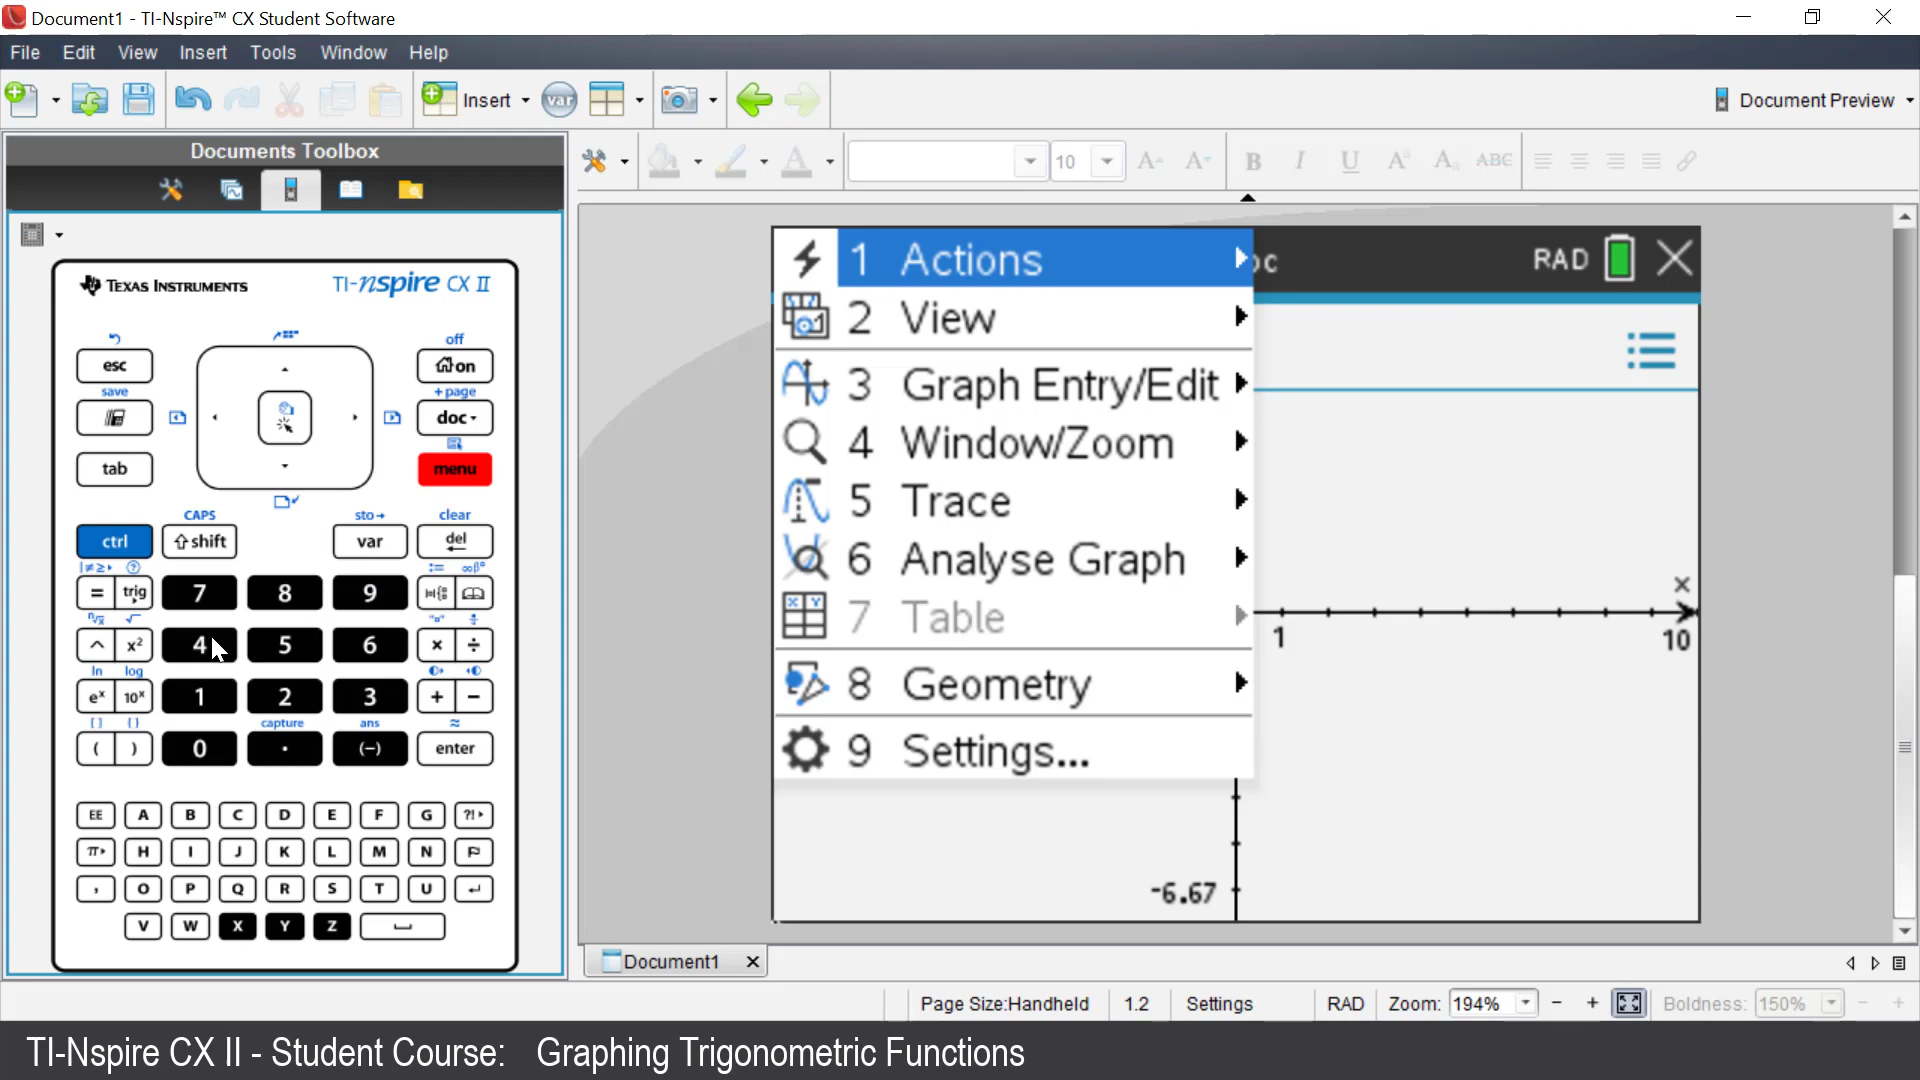 Document1 - TI-Nspire™ CX Student Software
File Edit View Insert Tools Window Help
Insert var Document Preview
Documents Toolbox
10 B I U A A ABC
TEXAS INSTRUMENTS TI-nspire CX II
off
esc on
save + page
doc
tab menu
CAPS sto→ clear
ctrl shift var del
= trig 7 8 9
^ x² 4 5 6 × ÷
ln log
eˣ 10ˣ 1 2 3 + −
[ ] { } capture ans ≈
( ) 0 . (−) enter
EE A B C D E F G ?!▸
π▸ H I J K L M N
, O P Q R S T U ↵
V W X Y Z
1 Actions
2 View
3 Graph Entry/Edit
4 Window/Zoom
5 Trace
6 Analyse Graph
7 Table
8 Geometry
9 Settings...
RAD
x
1 10
-6.67
Document1
Page Size:Handheld 1.2 Settings RAD Zoom: 194% − + Boldness: 150% − +
TI-Nspire CX II - Student Course: Graphing Trigonometric Functions